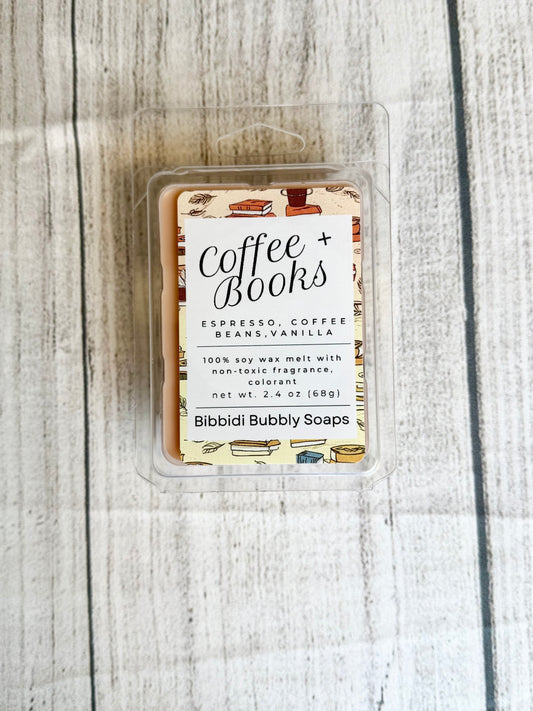 Coffee +
Books
ESPRESSO, COFFEE
BEANS,VANILLA
100% soy wax melt with
non-toxic fragrance,
colorant
net wt. 2.4 oz (68g)
Bibbidi Bubbly Soaps